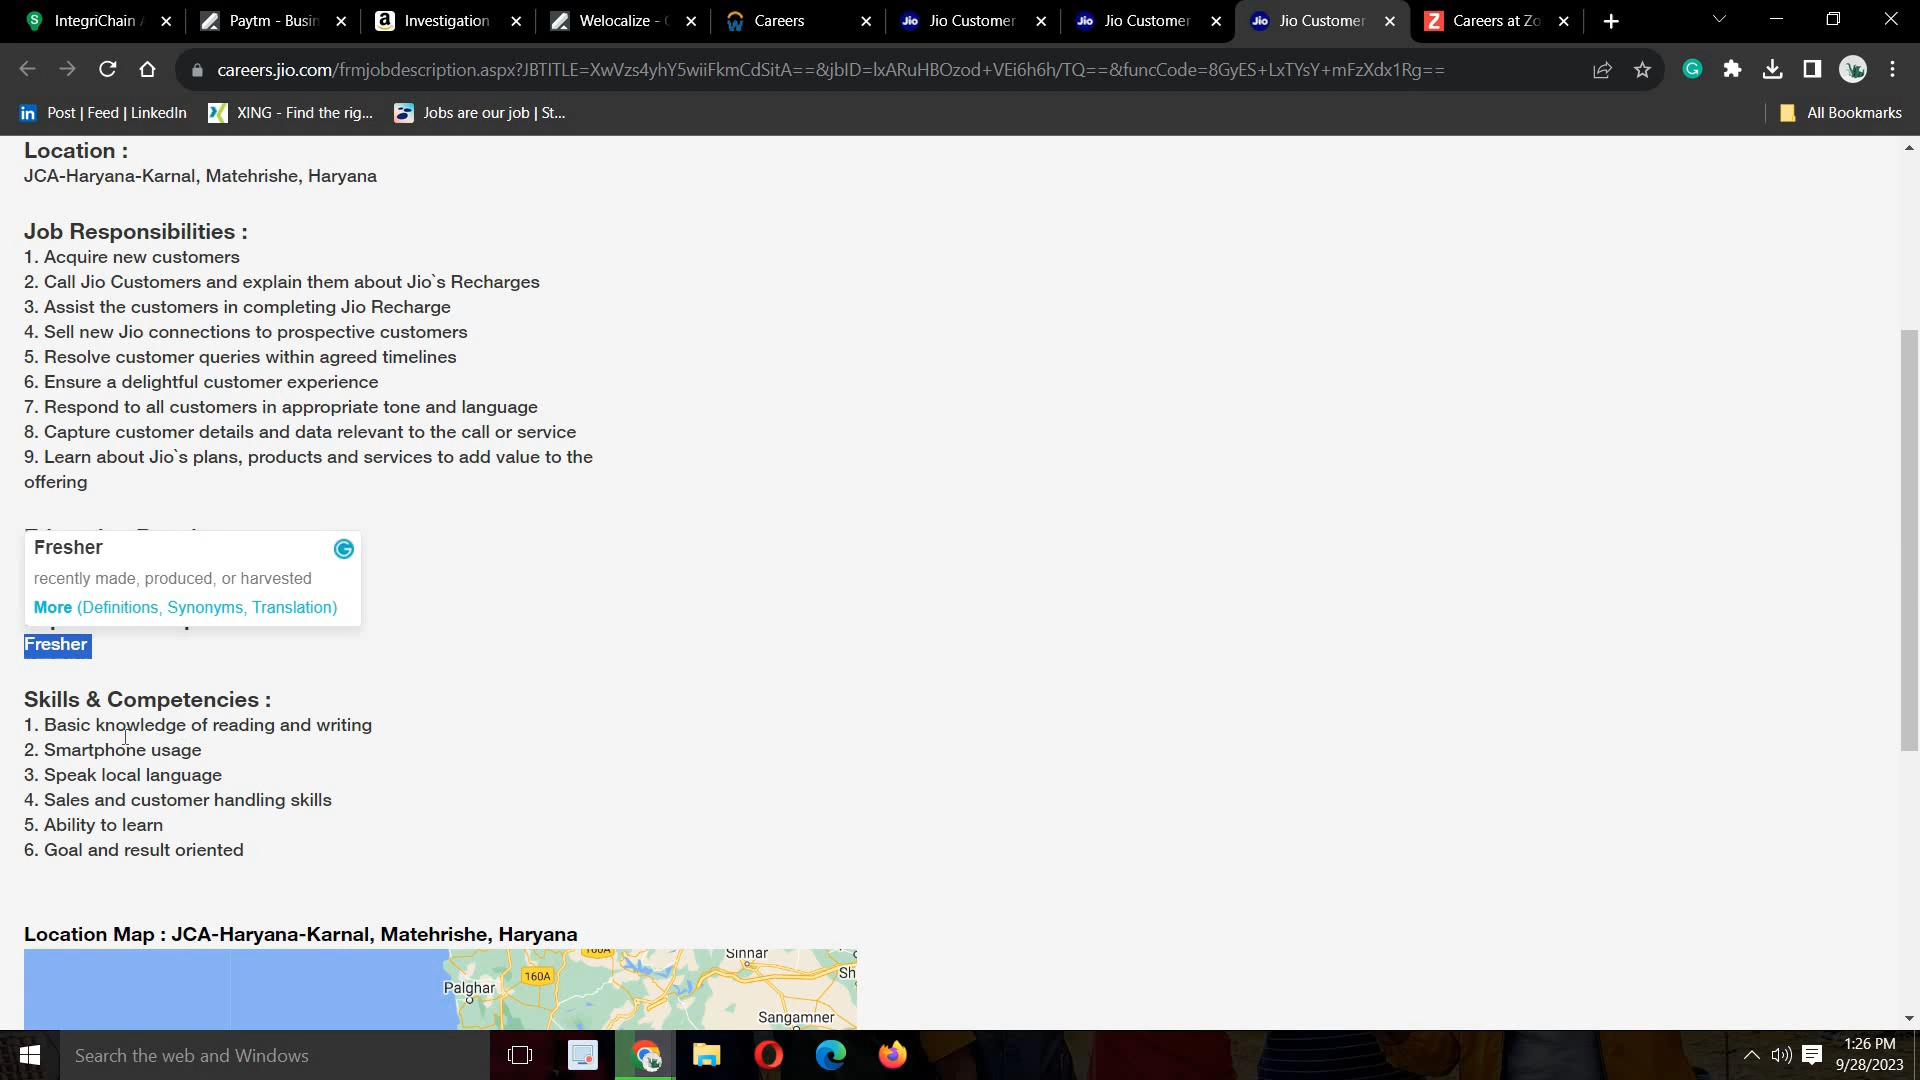 IntegriChain
Paytm - Busin
Investigation
Welocalize -
Careers
Jio Customer
Jio Customer
Jio Customer
Careers at Zo
careers.jio.com/frmjobdescription.aspx?JBTITLE=XwVzs4yhY5wiiFkmCdSitA==&jbID=lxARuHBOzod+VEi6h6h/TQ==&funcCode=8GyES+LxTYsY+mFzXdx1Rg==
Post | Feed | LinkedIn
XING - Find the rig...
Jobs are our job | St...
All Bookmarks
Location :
JCA-Haryana-Karnal, Matehrishe, Haryana
Job Responsibilities :
1. Acquire new customers
2. Call Jio Customers and explain them about Jio`s Recharges
3. Assist the customers in completing Jio Recharge
4. Sell new Jio connections to prospective customers
5. Resolve customer queries within agreed timelines
6. Ensure a delightful customer experience
7. Respond to all customers in appropriate tone and language
8. Capture customer details and data relevant to the call or service
9. Learn about Jio`s plans, products and services to add value to the
offering
Fresher
recently made, produced, or harvested
More (Definitions, Synonyms, Translation)
Fresher
Skills & Competencies :
1. Basic knowledge of reading and writing
2. Smartphone usage
3. Speak local language
4. Sales and customer handling skills
5. Ability to learn
6. Goal and result oriented
Location Map : JCA-Haryana-Karnal, Matehrishe, Haryana
160A
Sinnar
Sh
160A
Palghar
Sangamner
Search the web and Windows
1:26 PM
9/28/2023